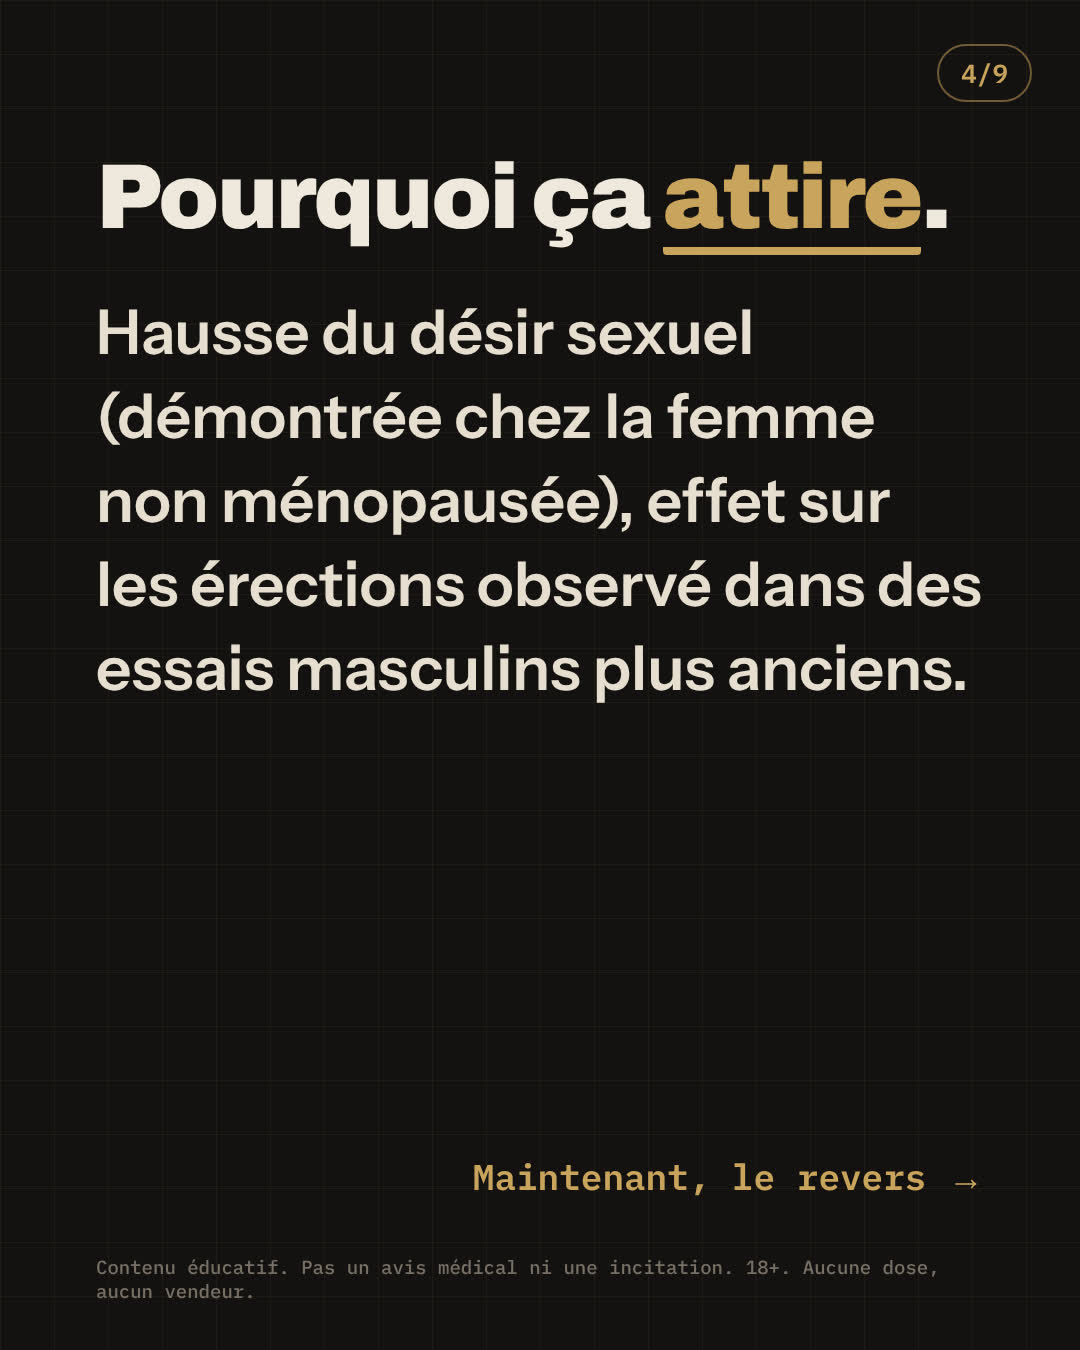 4/9
Pourquoi ça attire.
Hausse du désir sexuel
(démontrée chez la femme
non ménopausée), effet sur
les érections observé dans des
essais masculins plus anciens.
Maintenant, le revers →
Contenu éducatif. Pas un avis médical ni une incitation. 18+. Aucune dose,
aucun vendeur.